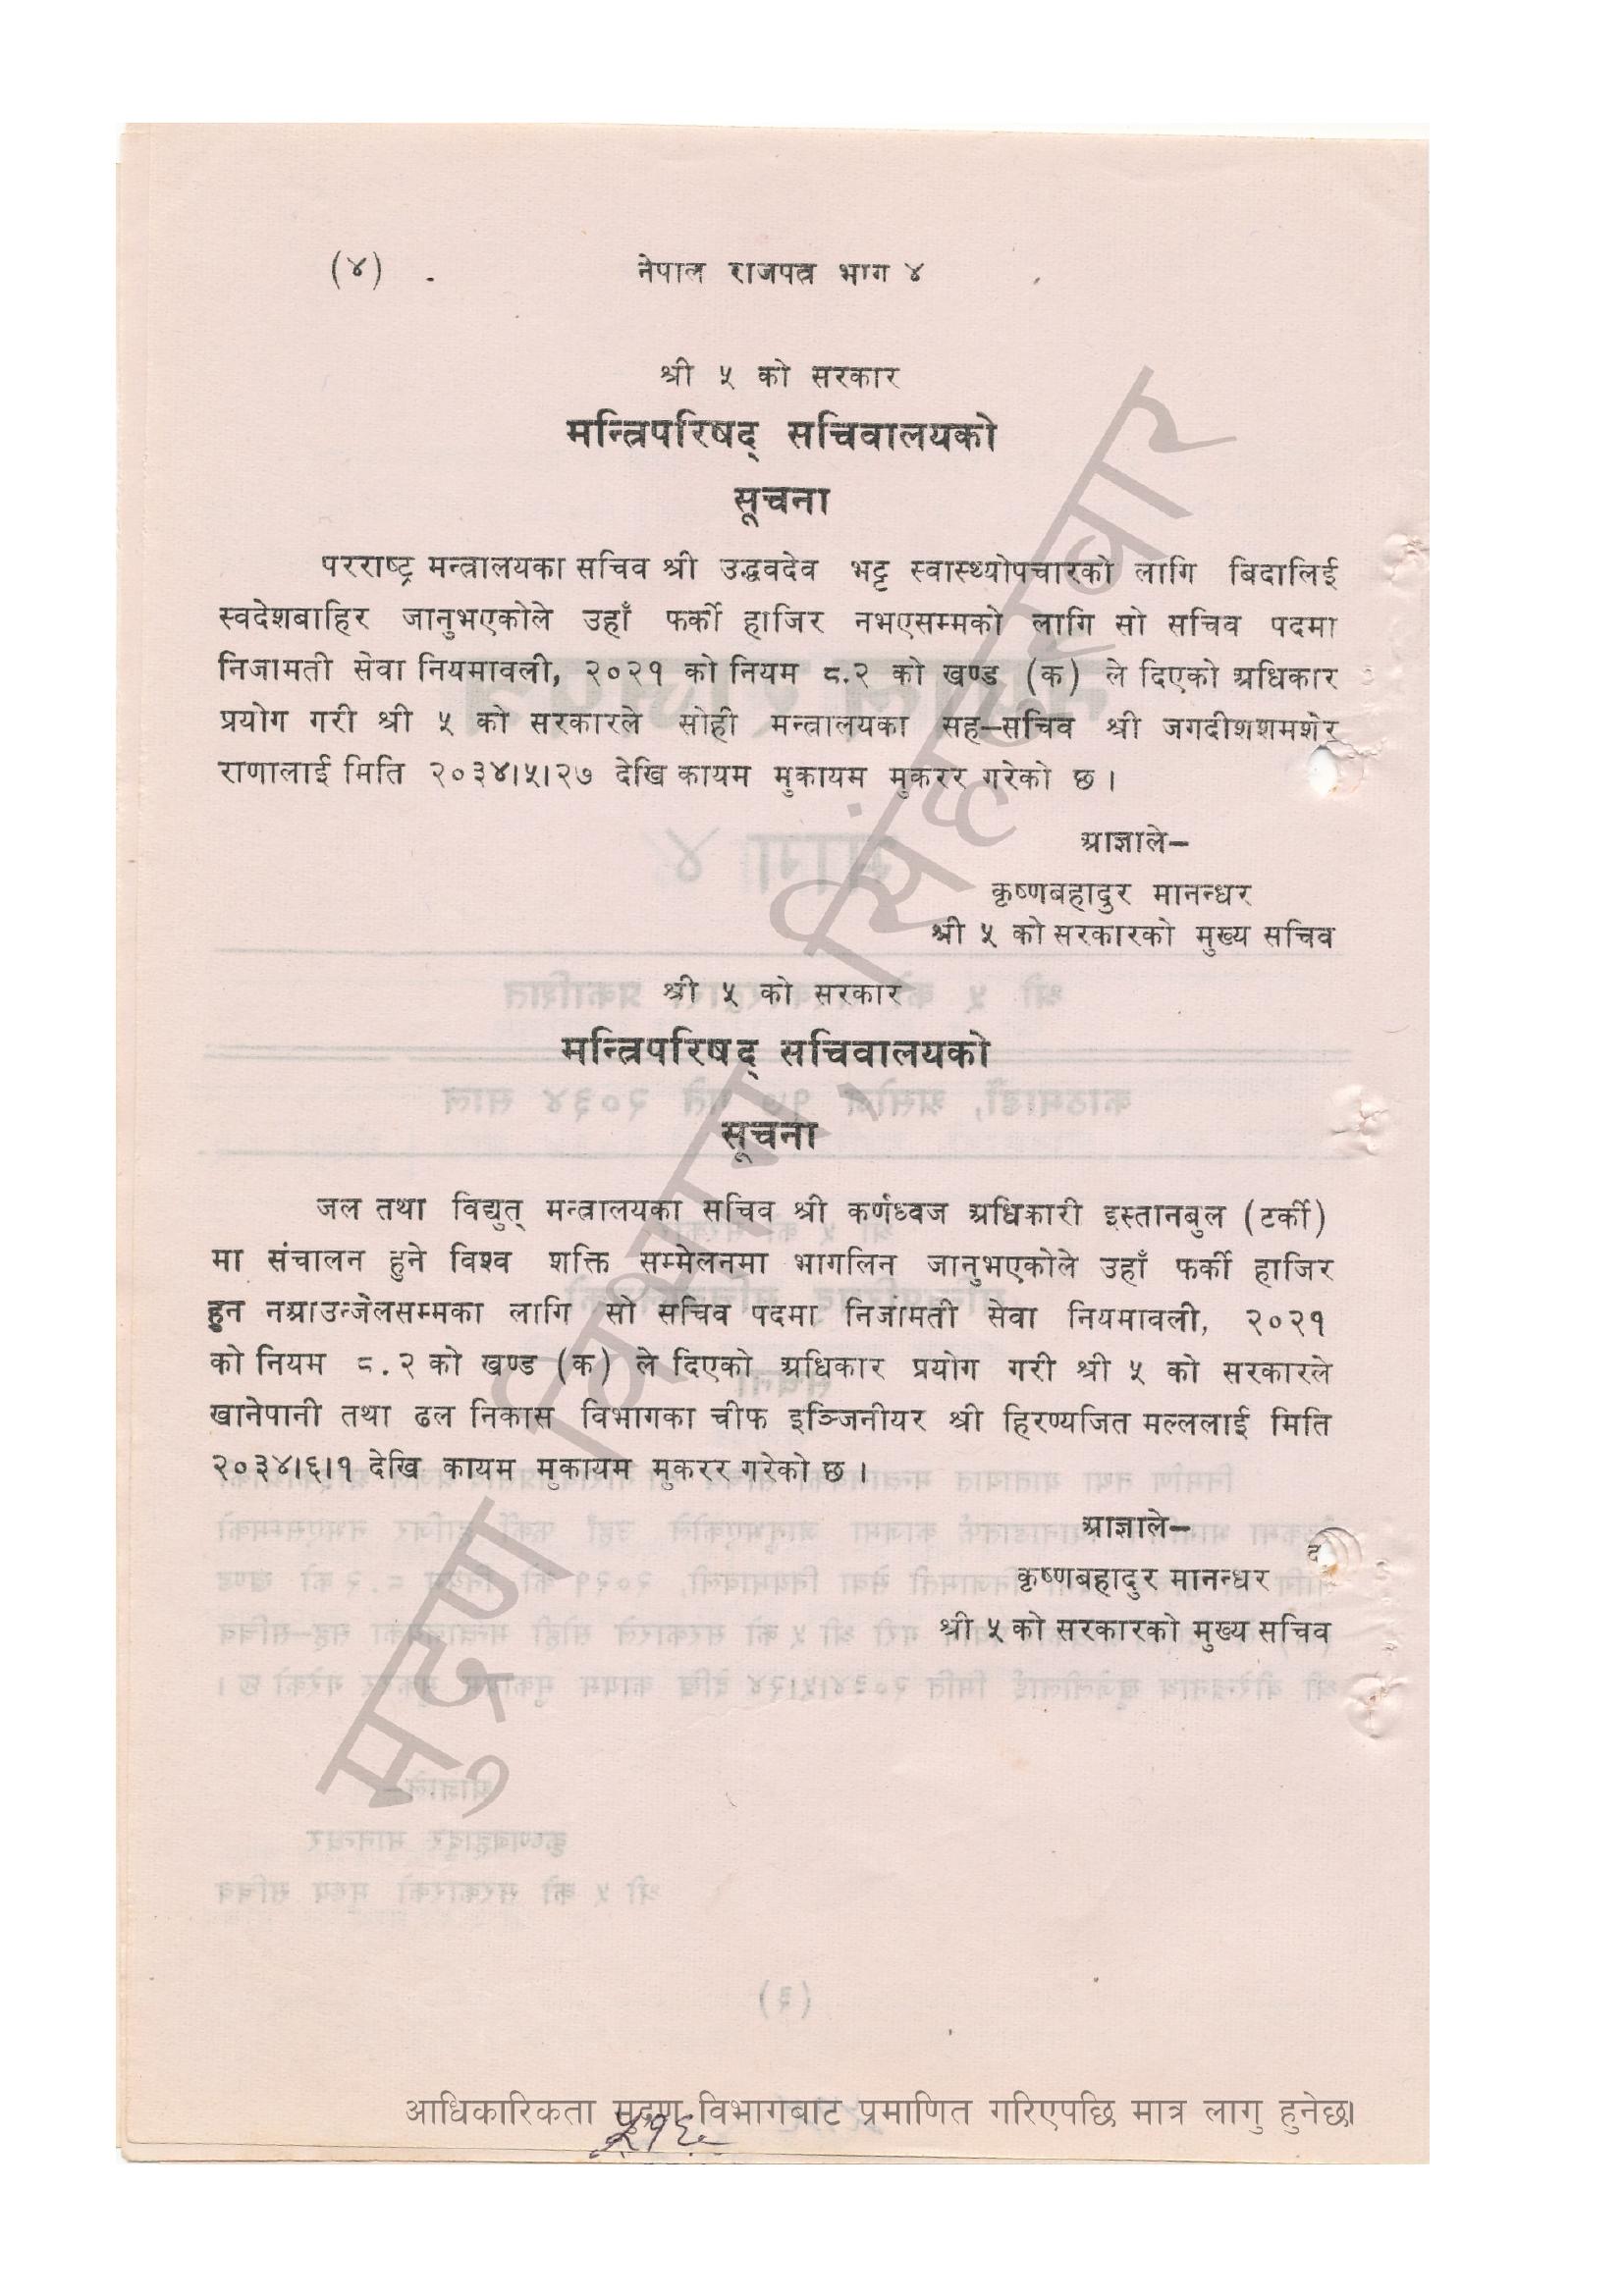 (४) नेपाल राजपत्र भाग ४
श्री ५ को सरकार
मन्त्रिपरिषद् सचिवालयको
सूचना
परराष्ट्र मन्त्रालयका सचिव श्री उद्धवदेव भट्ट स्वास्थ्योपचारको लागि बिदालिई
स्वदेशबाहिर जानुभएकोले उहाँ फर्को हाजिर नभएसम्मको लागि सो सचिव पदमा
निजामती सेवा नियमावली, २०२१ को नियम ८.२ को खण्ड (क) ले दिएको अधिकार
प्रयोग गरी श्री ५ को सरकारले सोही मन्त्रालयका सह–सचिव श्री जगदीशशमशेर
राणालाई मिति २०३४।५।२७ देखि कायम मुकायम मुकरर गरेको छ ।
आज्ञाले–
कृष्णबहादुर मानन्धर
श्री ५ को सरकारको मुख्य सचिव
श्री ५ को सरकार
मन्त्रिपरिषद् सचिवालयको
सूचना
जल तथा विद्युत् मन्त्रालयका सचिव श्री कर्णध्वज अधिकारी इस्तानबुल (टर्की)
मा संचालन हुने विश्व शक्ति सम्मेलनमा भागलिन जानुभएकोले उहाँ फर्की हाजिर
हुन नआउन्जेलसम्मका लागि सो सचिव पदमा निजामती सेवा नियमावली, २०२१
को नियम ८.२ को खण्ड (क) ले दिएको अधिकार प्रयोग गरी श्री ५ को सरकारले
खानेपानी तथा ढल निकास विभागका चीफ इञ्जिनीयर श्री हिरण्यजित मल्ललाई मिति
२०३४।६।१ देखि कायम मुकायम मुकरर गरेको छ ।
आज्ञाले–
कृष्णबहादुर मानन्धर
श्री ५ को सरकारको मुख्य सचिव
मुद्रण विभाग, सिंहदरबार
आधिकारिकता मुद्रण विभागबाट प्रमाणित गरिएपछि मात्र लागु हुनेछ।
५१६